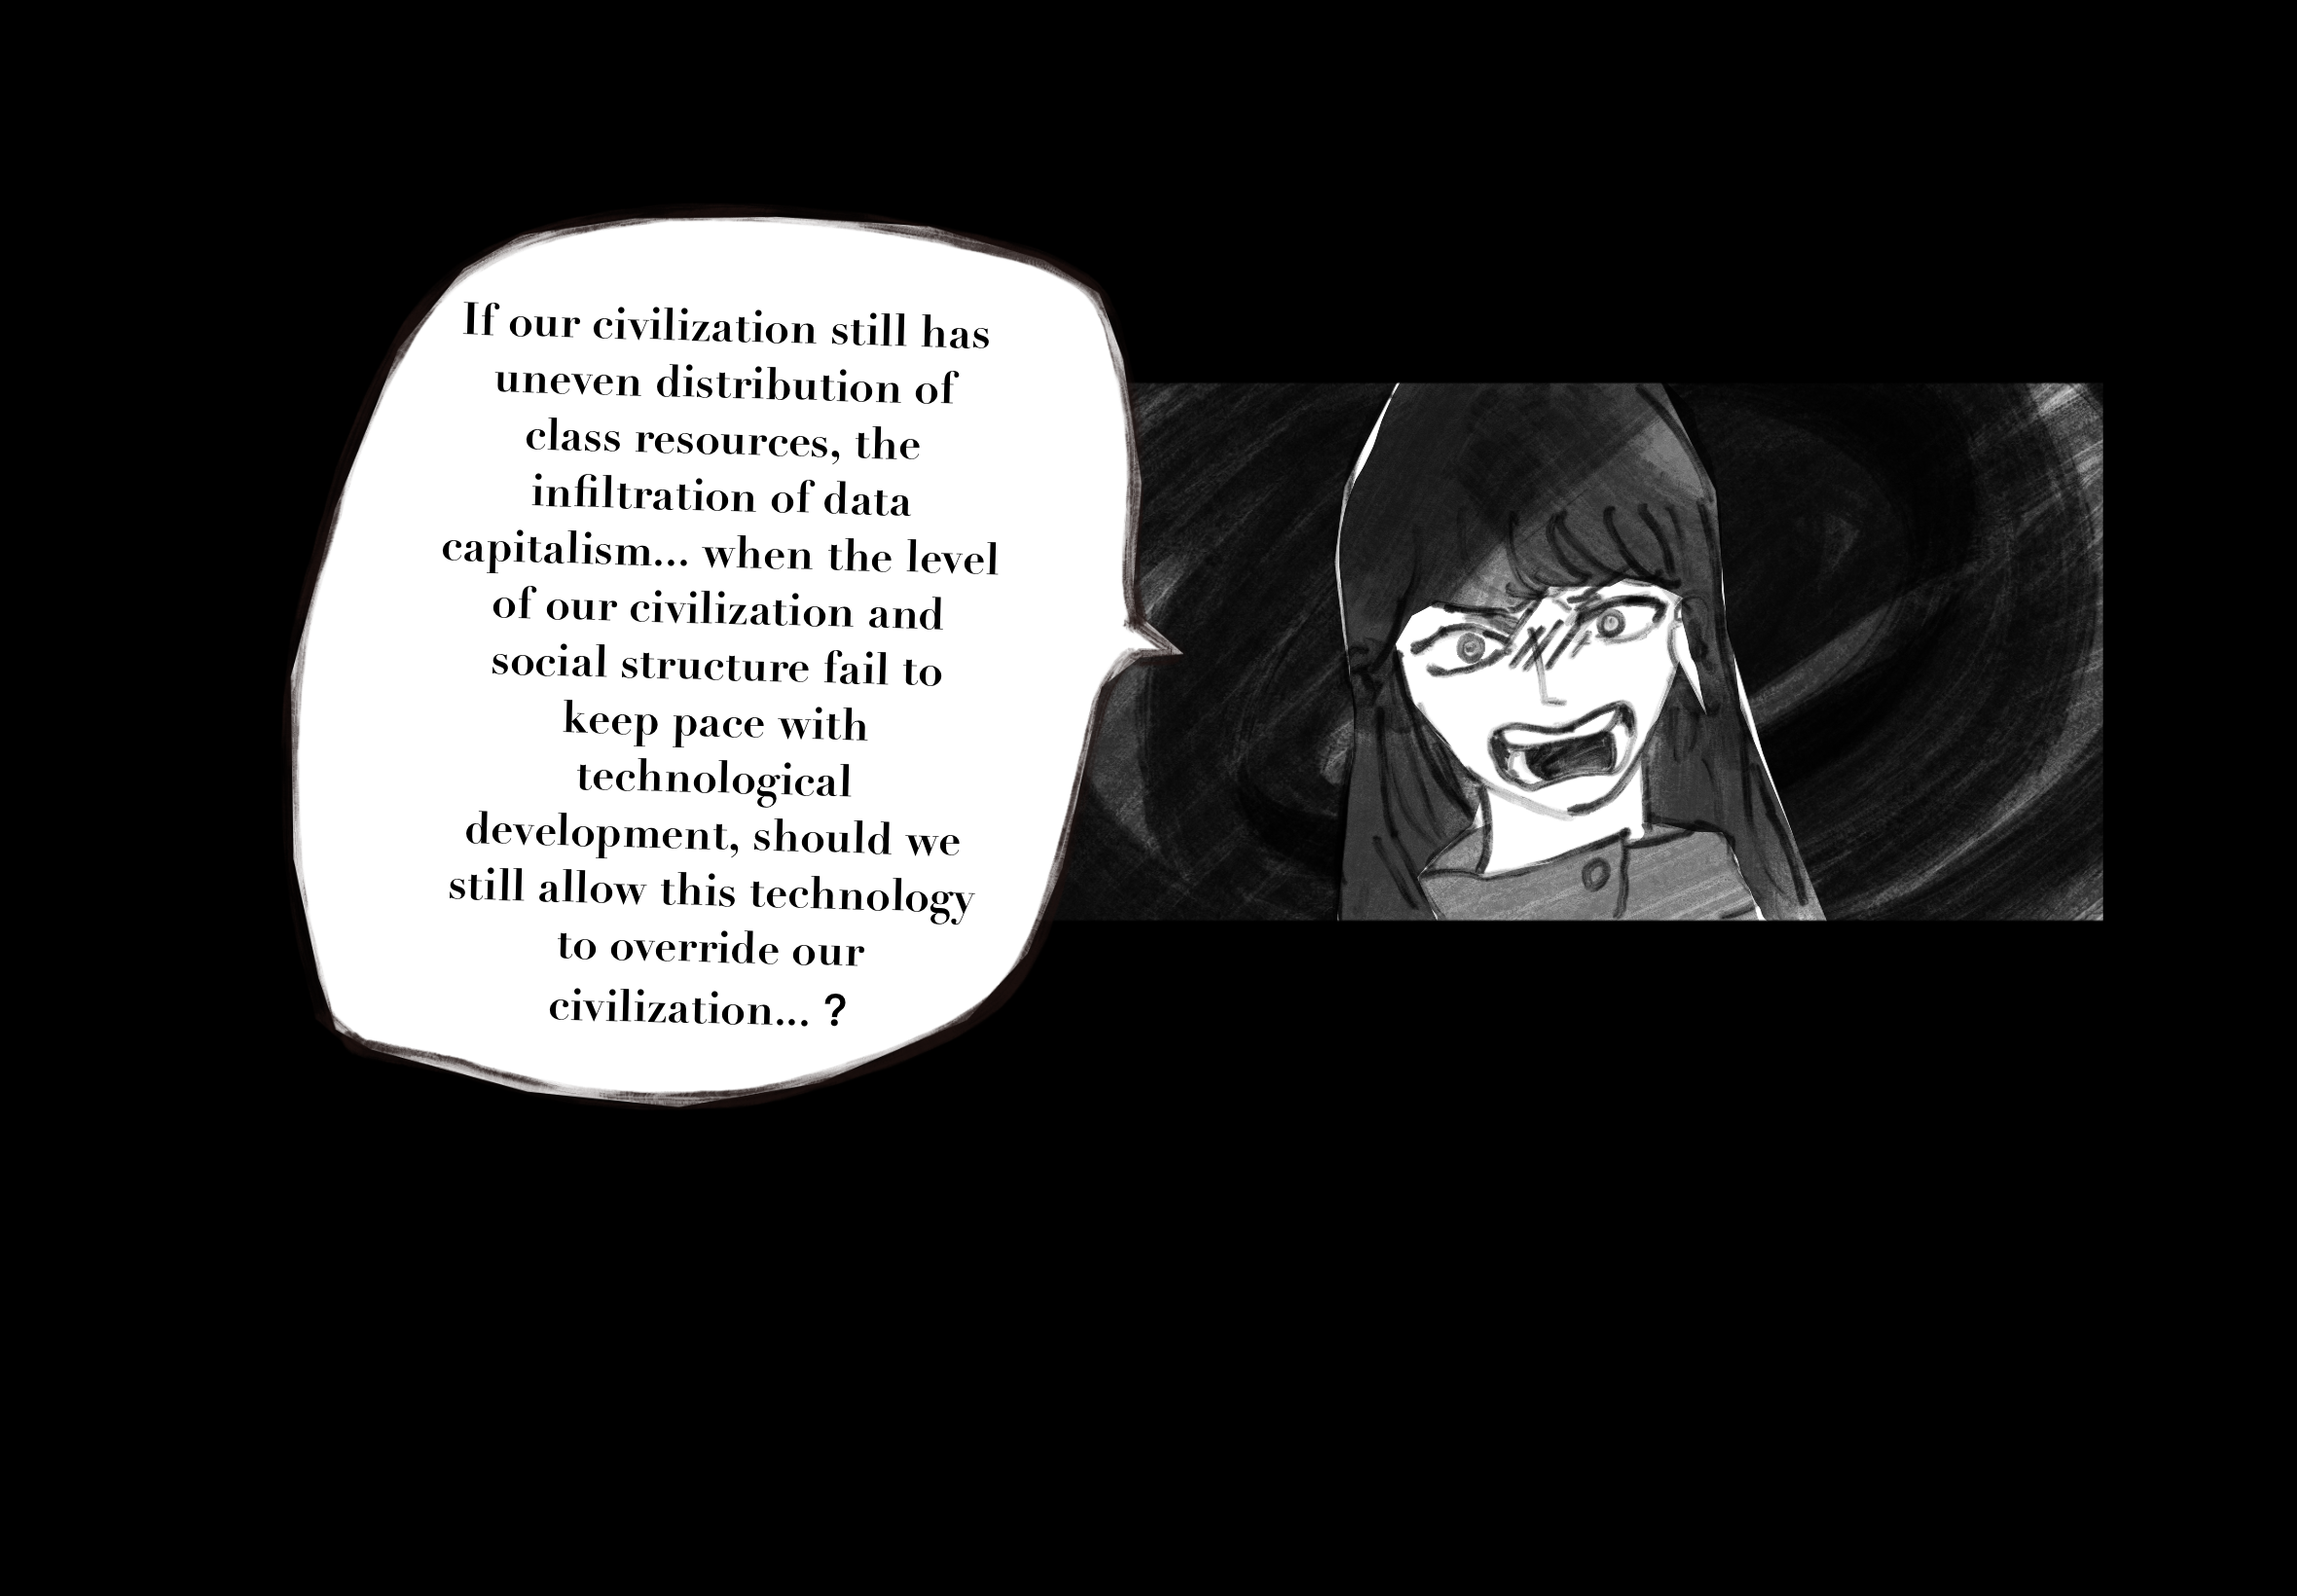 If our civilization still has
uneven distribution of
class resources, the
infiltration of data
capitalism... when the level
of our civilization and
social structure fail to
keep pace with
technological
development, should we
still allow this technology
to override our
civilization... ?